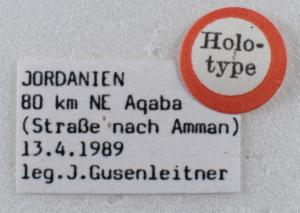 Holo-
type
JORDANIEN
80 km NE Aqaba
(Straße nach Amman)
13.4.1989
leg.J.Gusenleitner